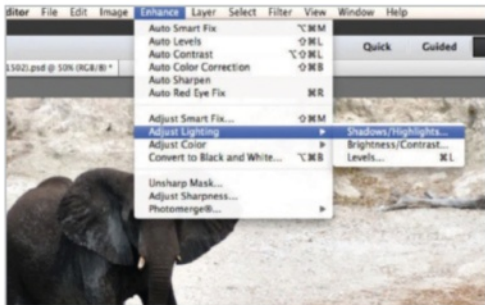 ditor File Edit Image Enhance Layer Select Filter View Window Help
Quick Guided
1502).psd @ 50% (RGB/8) *
Auto Smart Fix ⌥⌘M
Auto Levels ⇧⌘L
Auto Contrast ⌥⇧⌘L
Auto Color Correction ⇧⌘B
Auto Sharpen
Auto Red Eye Fix ⌘R
Adjust Smart Fix... ⇧⌘M
Adjust Lighting
Shadows/Highlights...
Adjust Color
Brightness/Contrast...
Convert to Black and White... ⌥⌘B
Levels... ⌘L
Unsharp Mask...
Adjust Sharpness...
Photomerge®...